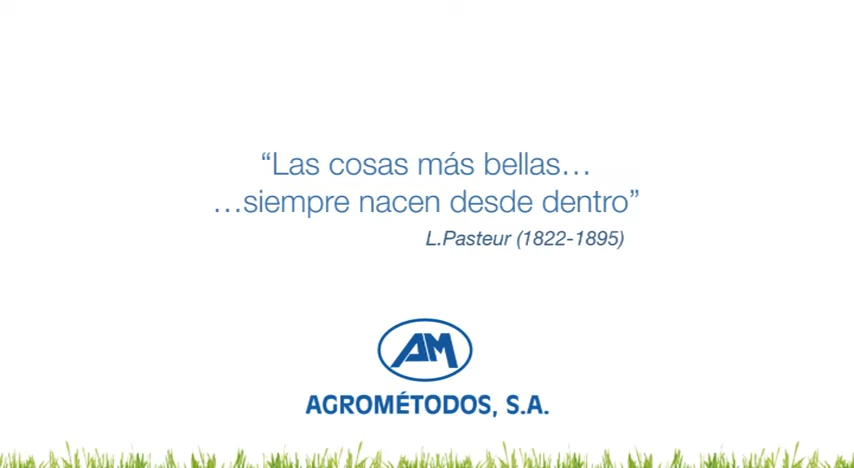 “Las cosas más bellas…
…siempre nacen desde dentro”
L.Pasteur (1822-1895)
AM
AGROMÉTODOS, S.A.